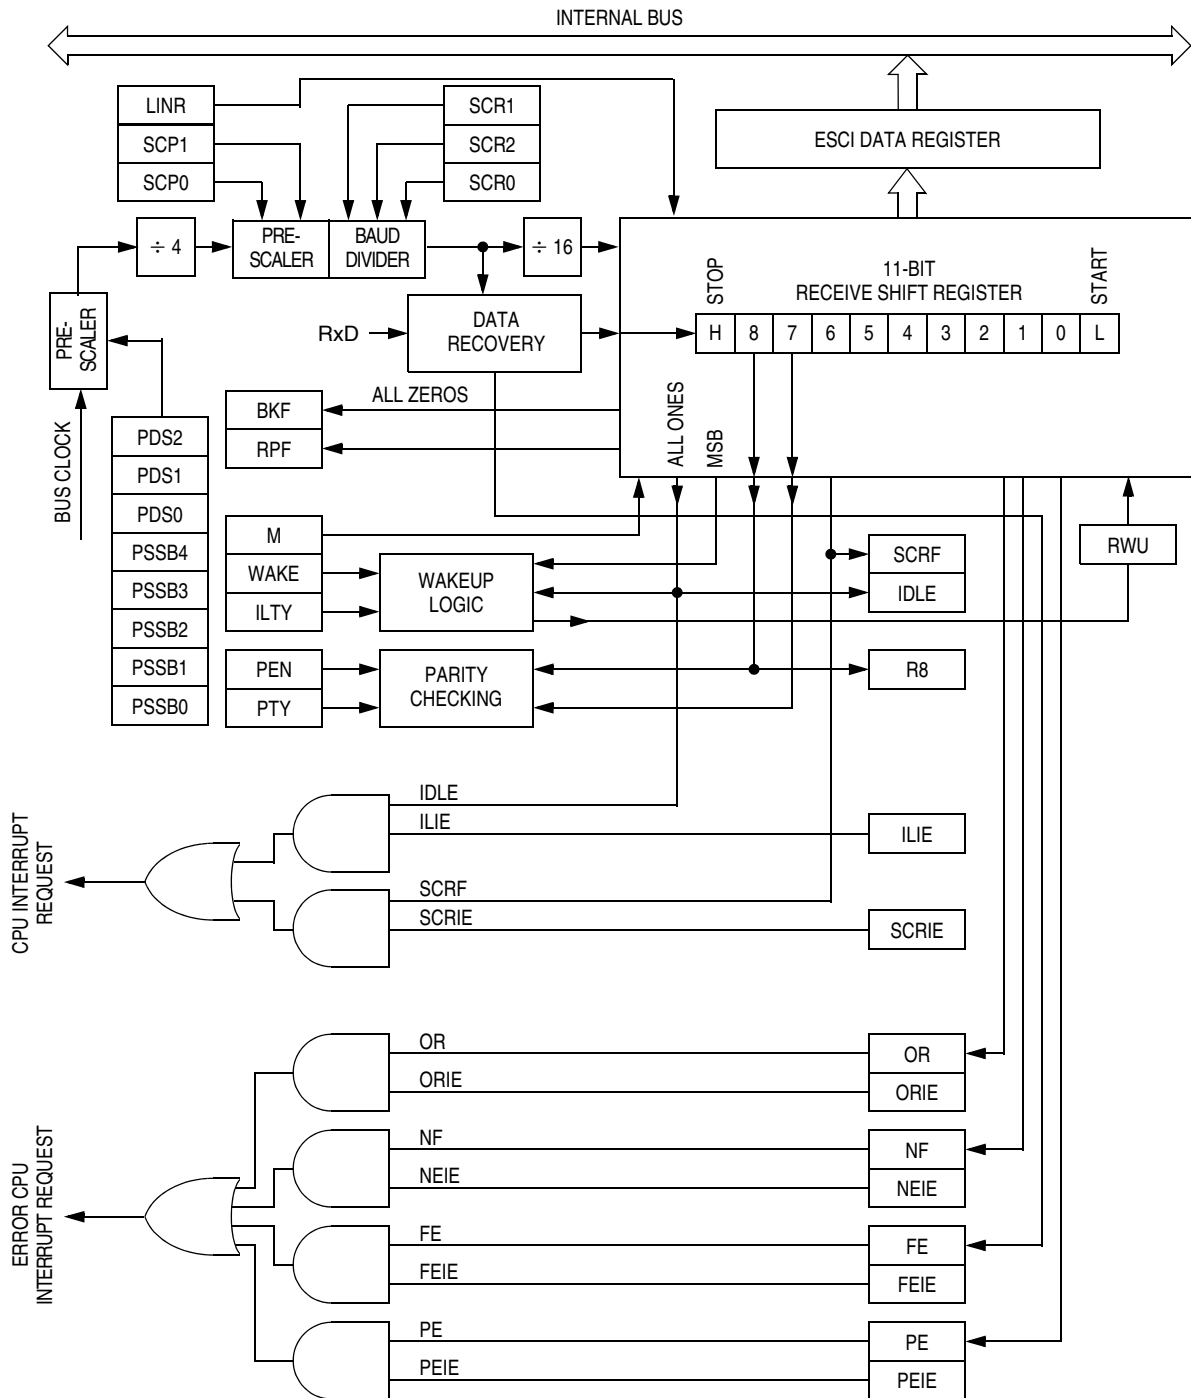 INTERNAL BUS
LINR
SCP1
SCP0
SCR1
SCR2
SCR0
ESCI DATA REGISTER
÷ 4
PRE-
SCALER
BAUD
DIVIDER
÷ 16
PRE-
SCALER
BUS CLOCK
RxD
DATA
RECOVERY
STOP
11-BIT
RECEIVE SHIFT REGISTER
START
H 8 7 6 5 4 3 2 1 0 L
ALL ZEROS
BKF
RPF
ALL ONES
MSB
PDS2
PDS1
PDS0
PSSB4
PSSB3
PSSB2
PSSB1
PSSB0
M
WAKE
ILTY
WAKEUP
LOGIC
SCRF
IDLE
RWU
PEN
PTY
PARITY
CHECKING
R8
CPU INTERRUPT
REQUEST
IDLE
ILIE
ILIE
SCRF
SCRIE
SCRIE
ERROR CPU
INTERRUPT REQUEST
OR
ORIE
OR
ORIE
NF
NEIE
NF
NEIE
FE
FEIE
FE
FEIE
PE
PEIE
PE
PEIE